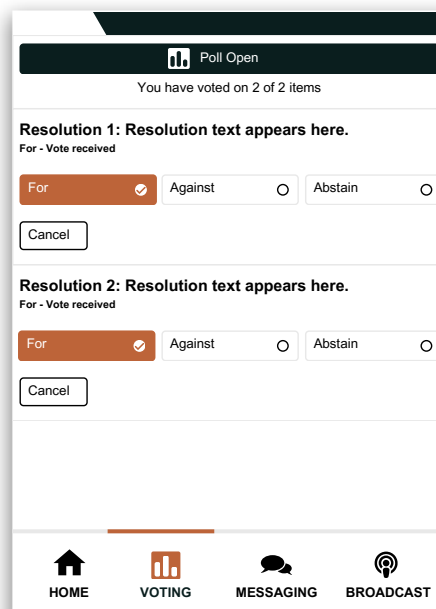 Poll Open
You have voted on 2 of 2 items
Resolution 1: Resolution text appears here.
For - Vote received
For Against Abstain
Cancel
Resolution 2: Resolution text appears here.
For - Vote received
For Against Abstain
Cancel
HOME VOTING MESSAGING BROADCAST